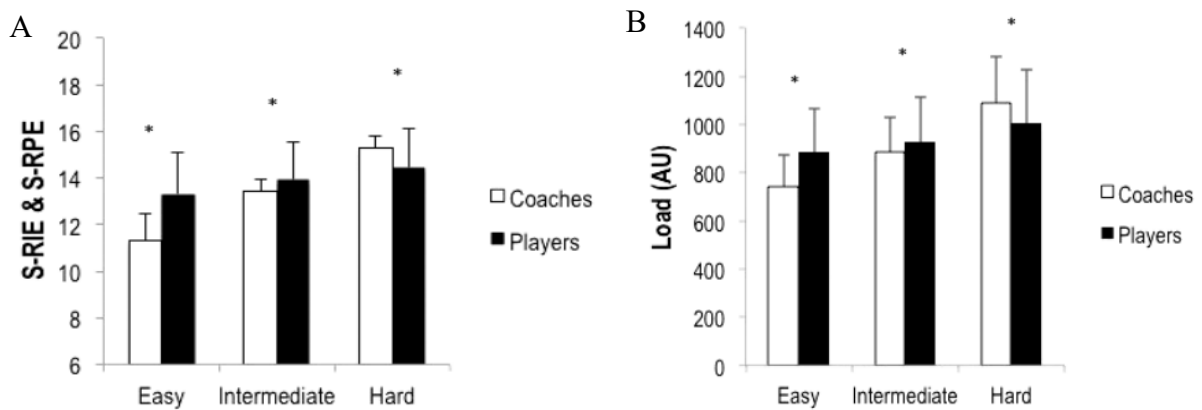 A
S-RIE & S-RPE
20
18
16
14
12
10
8
6
*
*
*
Easy
Intermediate
Hard
Coaches
Players
B
Load (AU)
1400
1200
1000
800
600
400
200
0
*
*
*
Easy
Intermediate
Hard
Coaches
Players